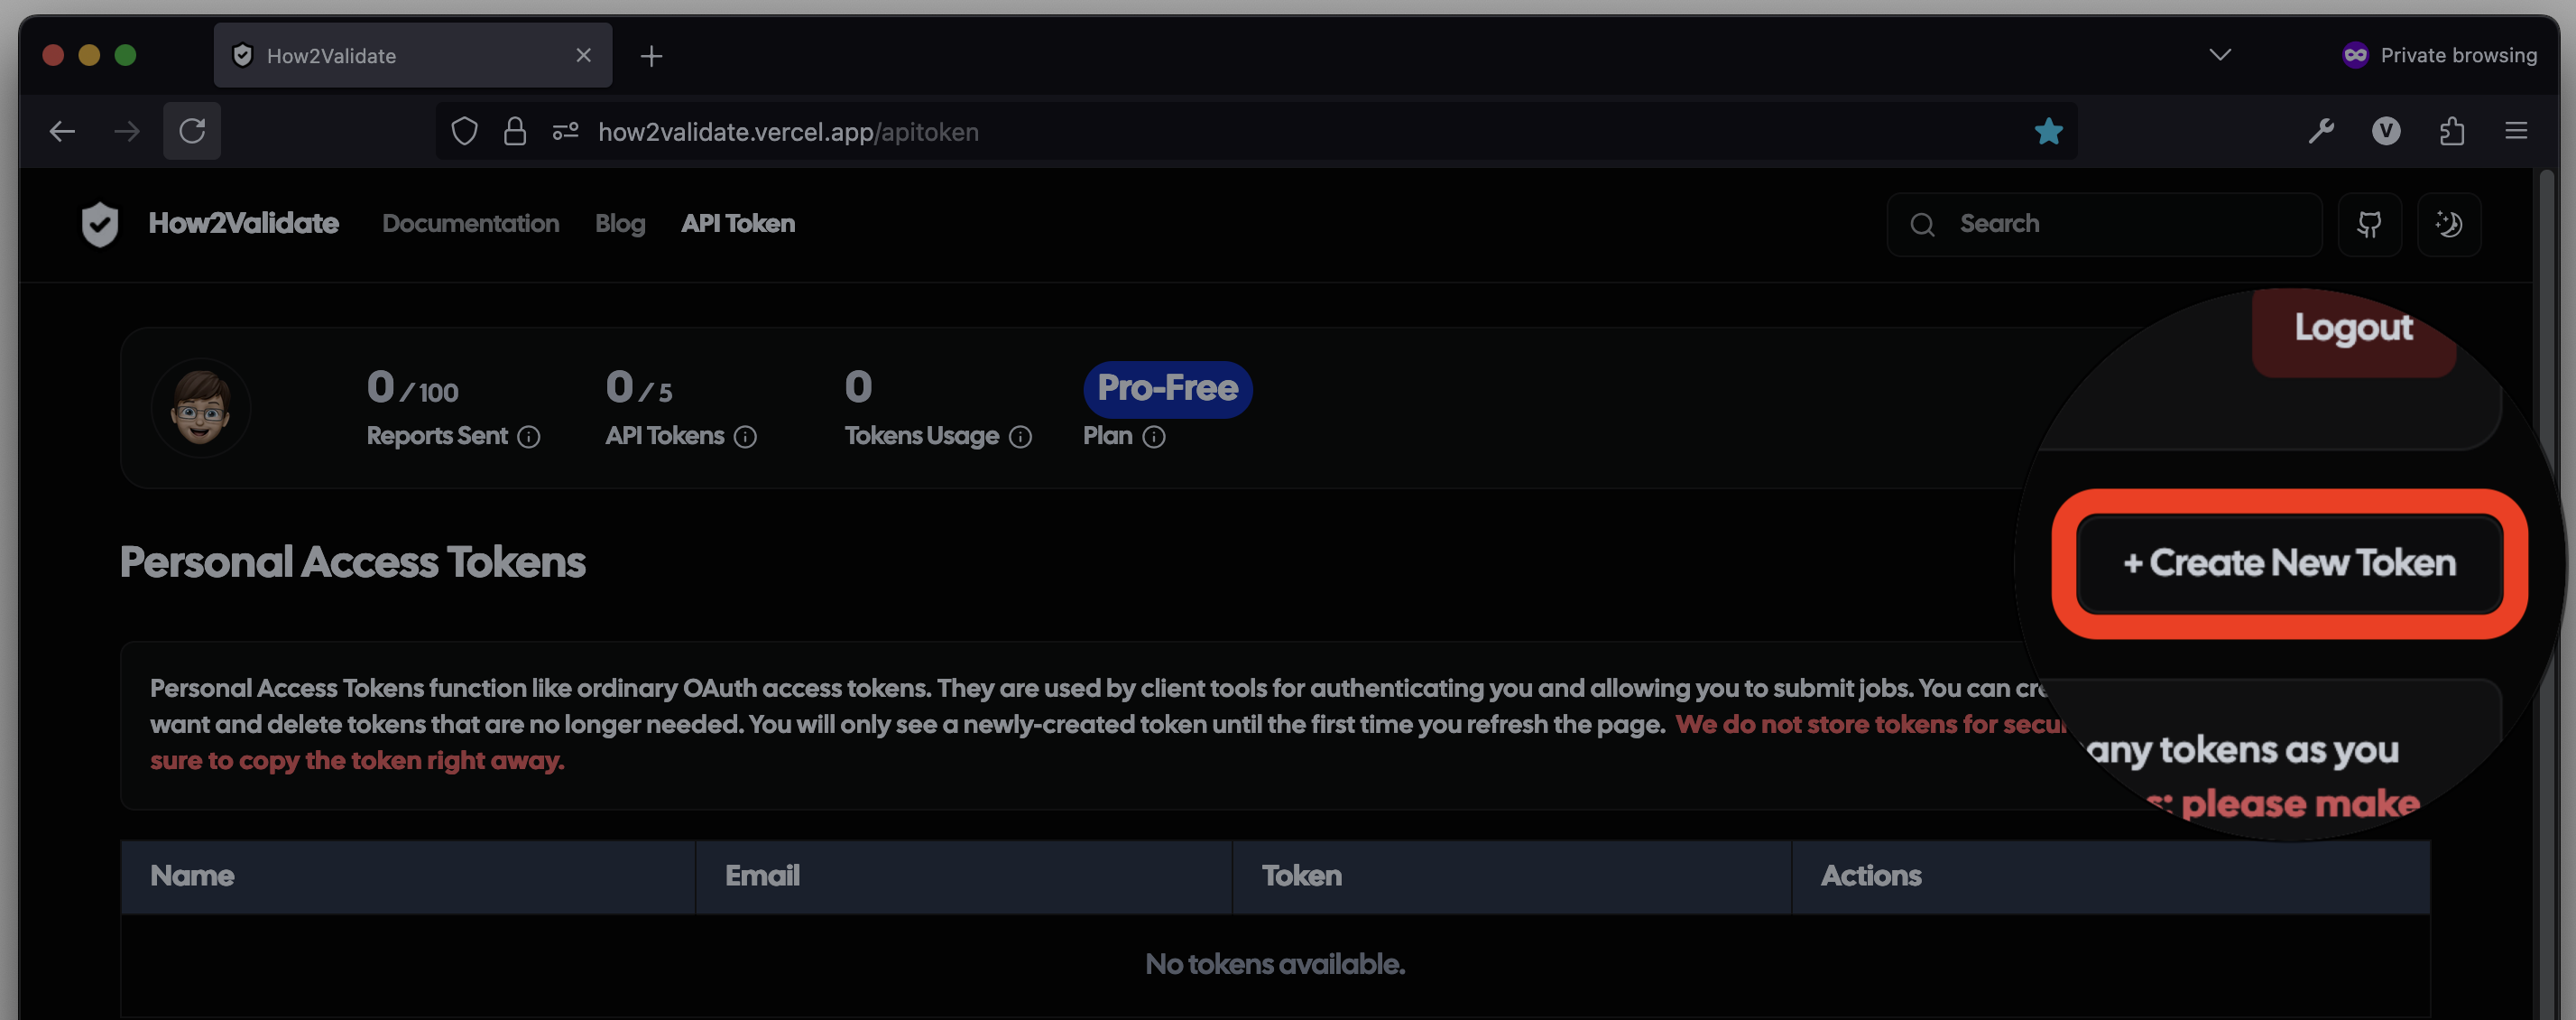 How2Validate
Private browsing
how2validate.vercel.app/apitoken
V
How2Validate Documentation Blog API Token Search
Logout
0/100 0/5 0 Pro-Free
Reports Sent API Tokens Tokens Usage Plan
Personal Access Tokens
+ Create New Token
Personal Access Tokens function like ordinary OAuth access tokens. They are used by client tools for authenticating you and allowing you to submit jobs. You can
any tokens as you
want and delete tokens that are no longer needed. You will only see a newly-created token until the first time you refresh the page. We do not store tokens for
please make
sure to copy the token right away.
Name Email Token Actions
No tokens available.